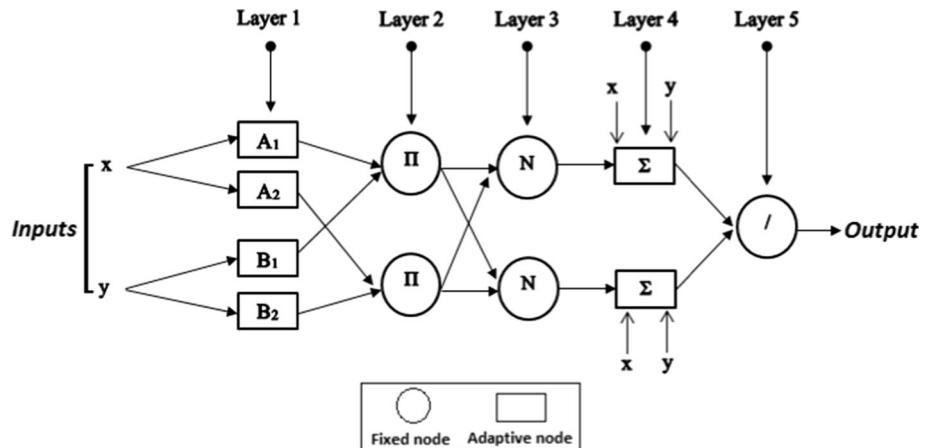 Layer 1 Layer 2 Layer 3 Layer 4 Layer 5
x y
A1 Π N Σ
x A2
Inputs / Output
y B1 Π N Σ
B2
x y
Fixed node Adaptive node